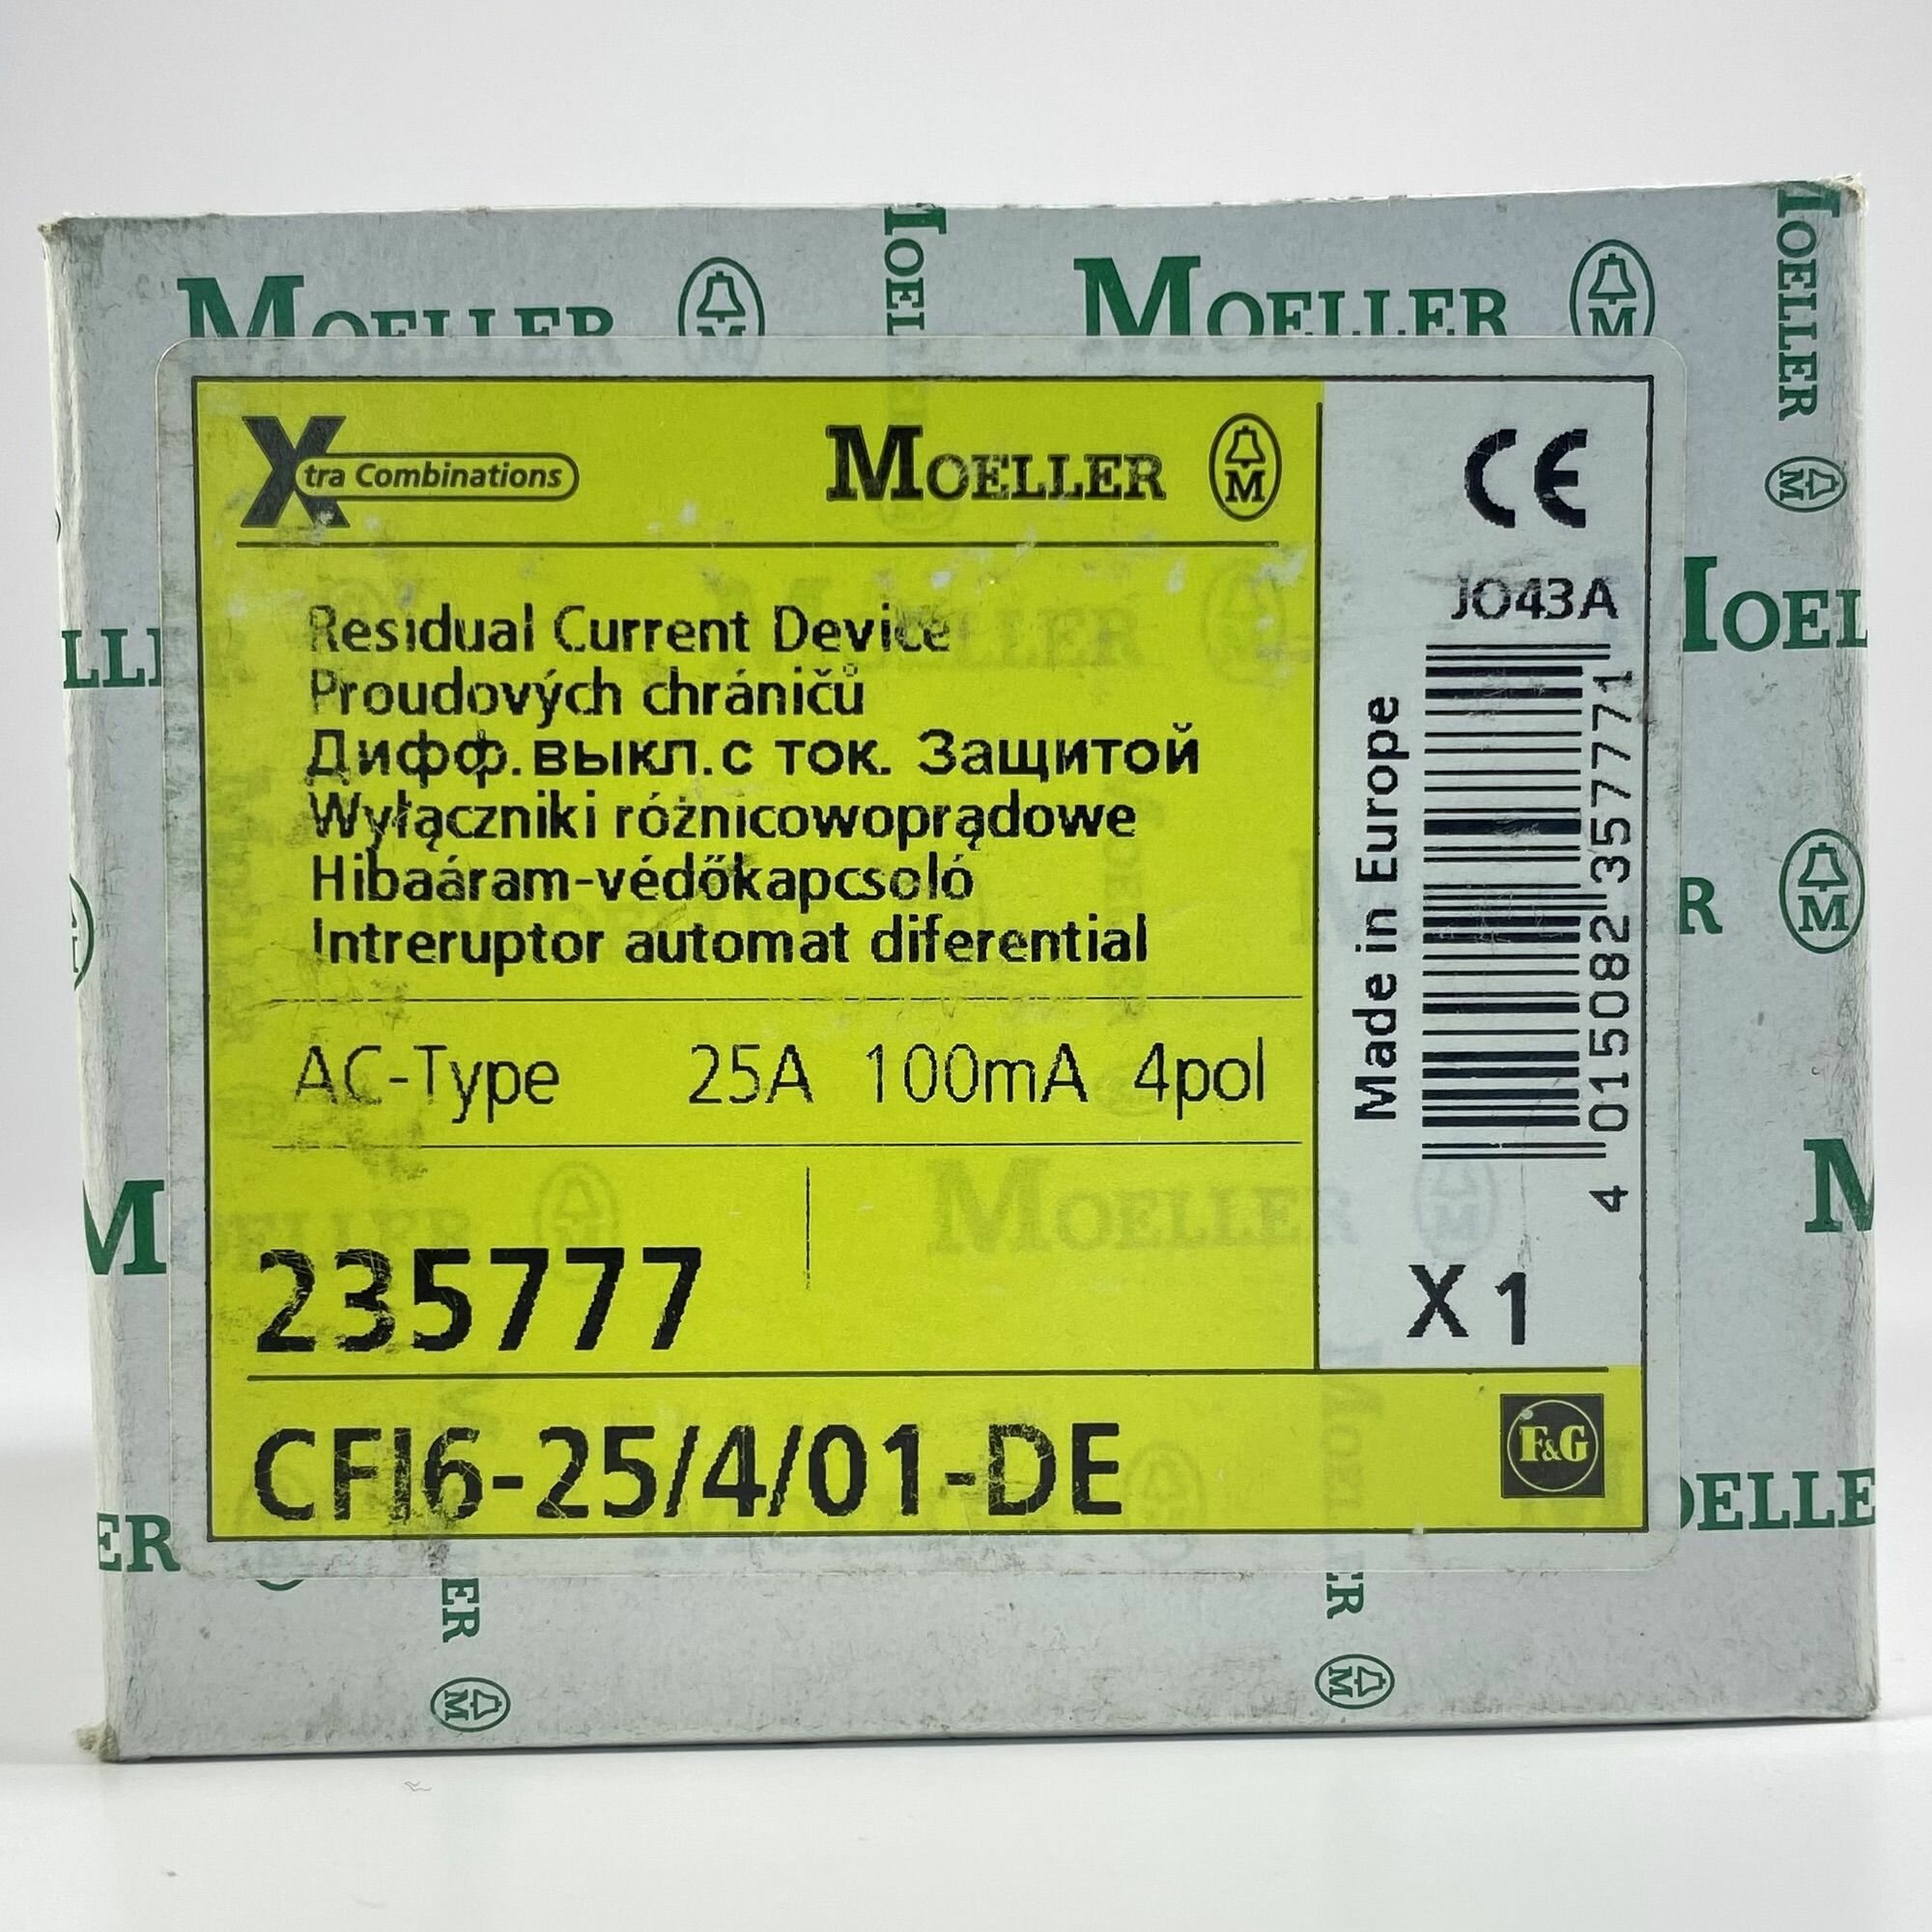 MOELLER
MOELLER
MOELLER
Xtra Combinations
MOELLER
CE
JO43A
Residual Current Device
Proudových chráničů
Дифф.выкл.с ток. Защитой
Wyłączniki różnicowoprądowe
Hibaáram-védőkapcsoló
Intreruptor automat diferential
AC-Type 25A 100mA 4pol
Made in Europe
4 015082 357771
235777
X 1
CFI6-25/4/01-DE
F&G